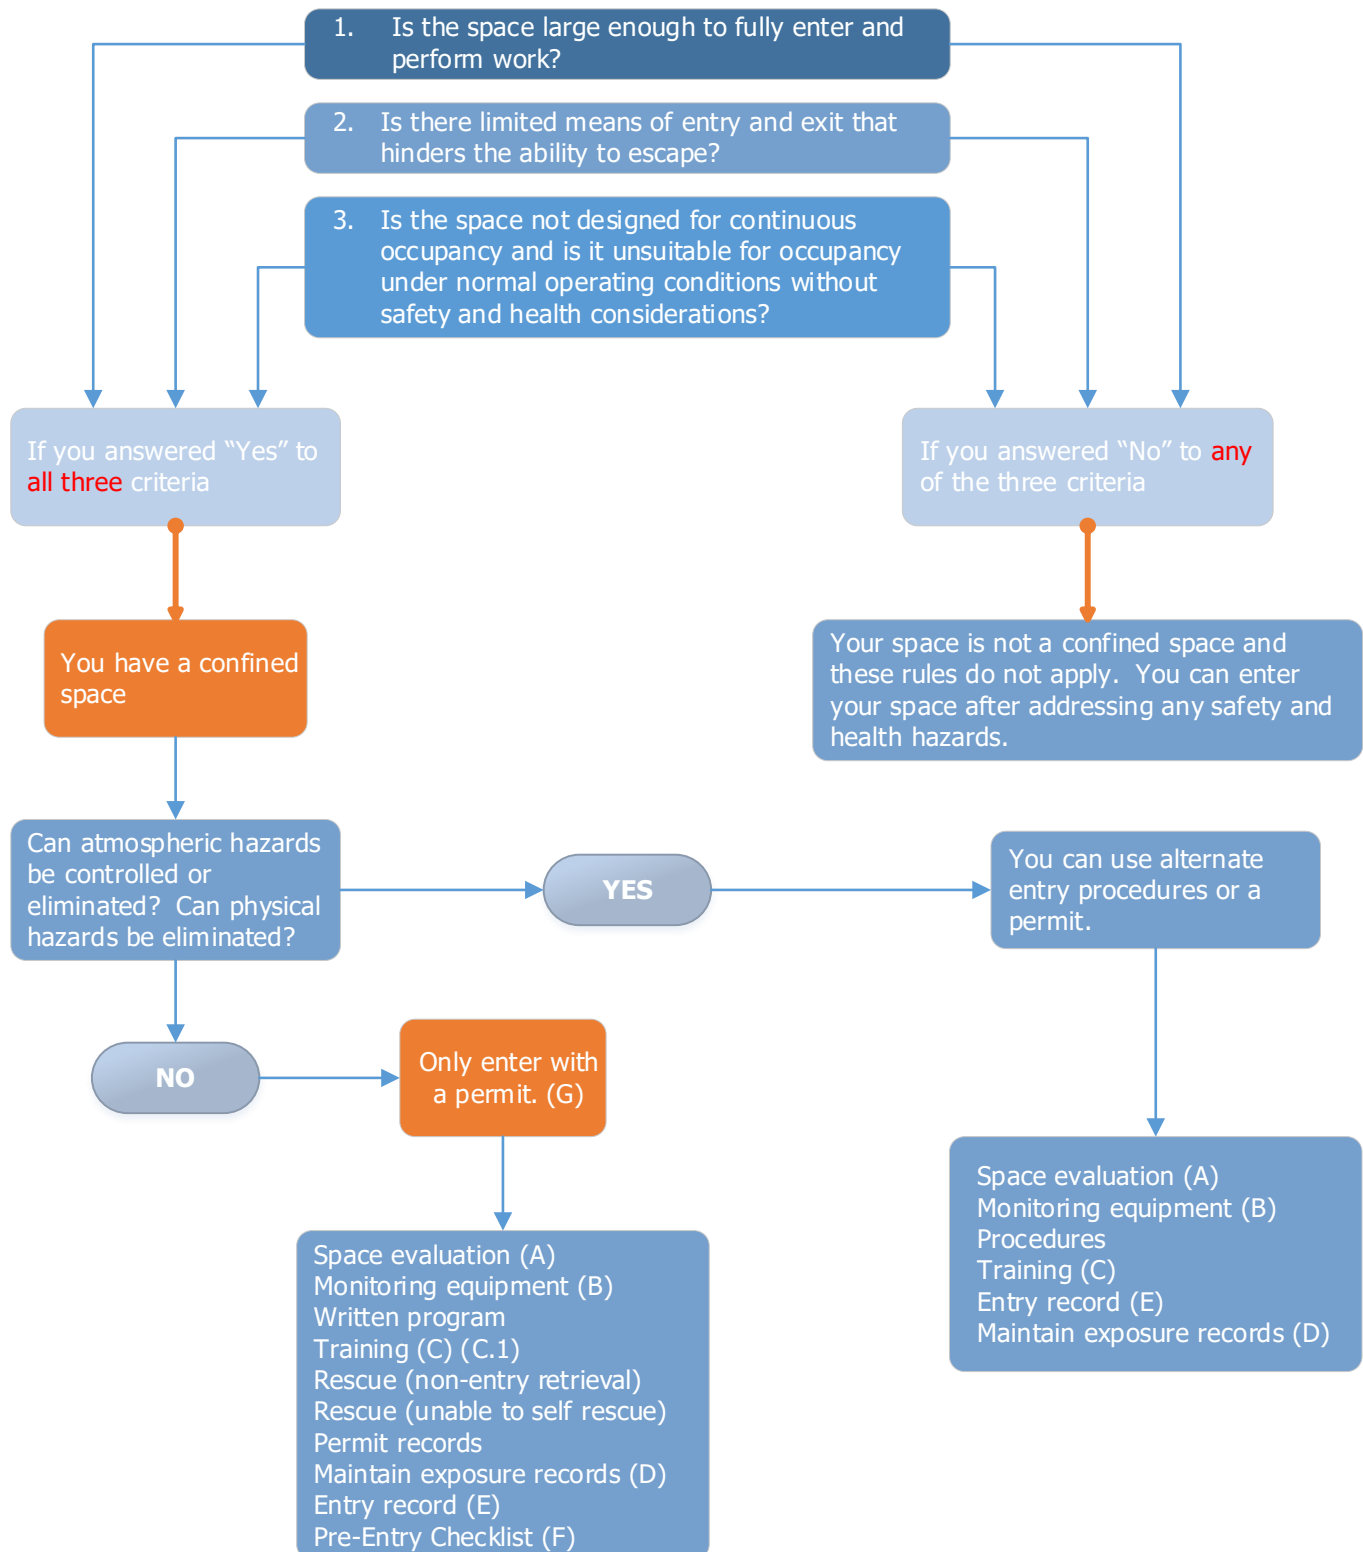 1. Is the space large enough to fully enter and
perform work?
2. Is there limited means of entry and exit that
hinders the ability to escape?
3. Is the space not designed for continuous
occupancy and is it unsuitable for occupancy
under normal operating conditions without
safety and health considerations?
If you answered “Yes” to
all three criteria
If you answered “No” to any
of the three criteria
You have a confined
space
Your space is not a confined space and
these rules do not apply.  You can enter
your space after addressing any safety and
health hazards.
Can atmospheric hazards
be controlled or
eliminated?  Can physical
hazards be eliminated?
YES
You can use alternate
entry procedures or a
permit.
NO
Only enter with
a permit. (G)
Space evaluation (A)
Monitoring equipment (B)
Procedures
Training (C)
Entry record (E)
Maintain exposure records (D)
Space evaluation (A)
Monitoring equipment (B)
Written program
Training (C) (C.1)
Rescue (non-entry retrieval)
Rescue (unable to self rescue)
Permit records
Maintain exposure records (D)
Entry record (E)
Pre-Entry Checklist (F)